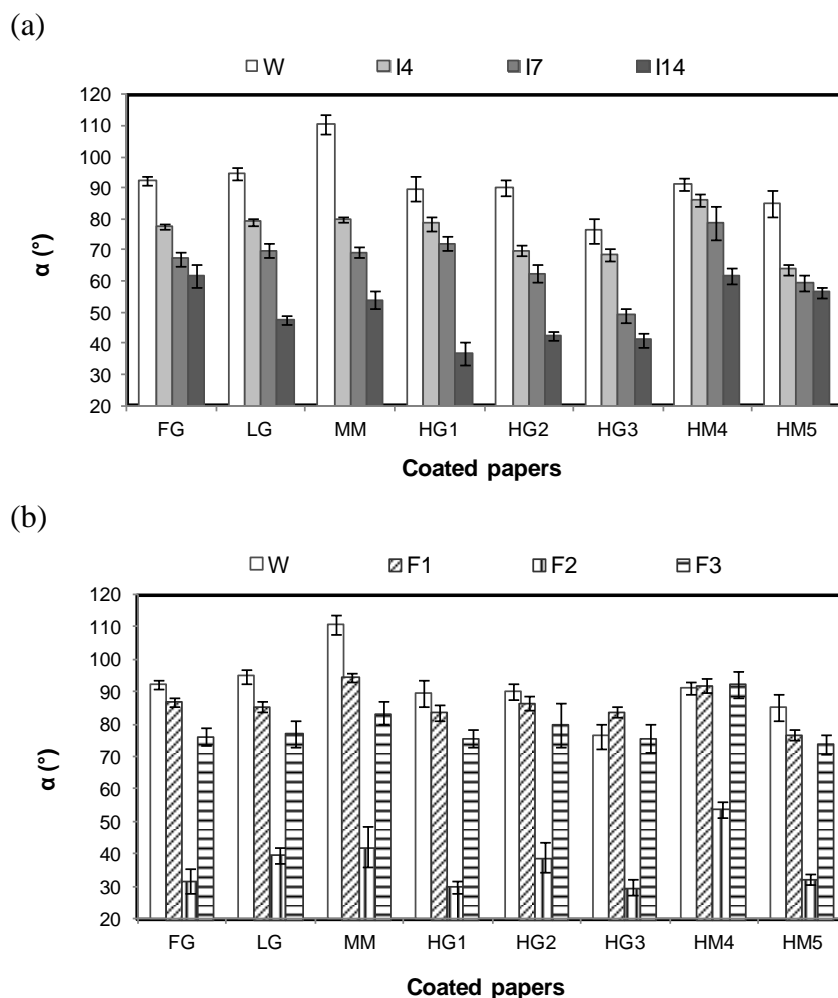 (a)
W I4 I7 I14
120
110
100
90
80
70
60
50
40
30
20
α (°)
FG LG MM HG1 HG2 HG3 HM4 HM5
Coated papers
(b)
W F1 F2 F3
120
110
100
90
80
70
60
50
40
30
20
α (°)
FG LG MM HG1 HG2 HG3 HM4 HM5
Coated papers